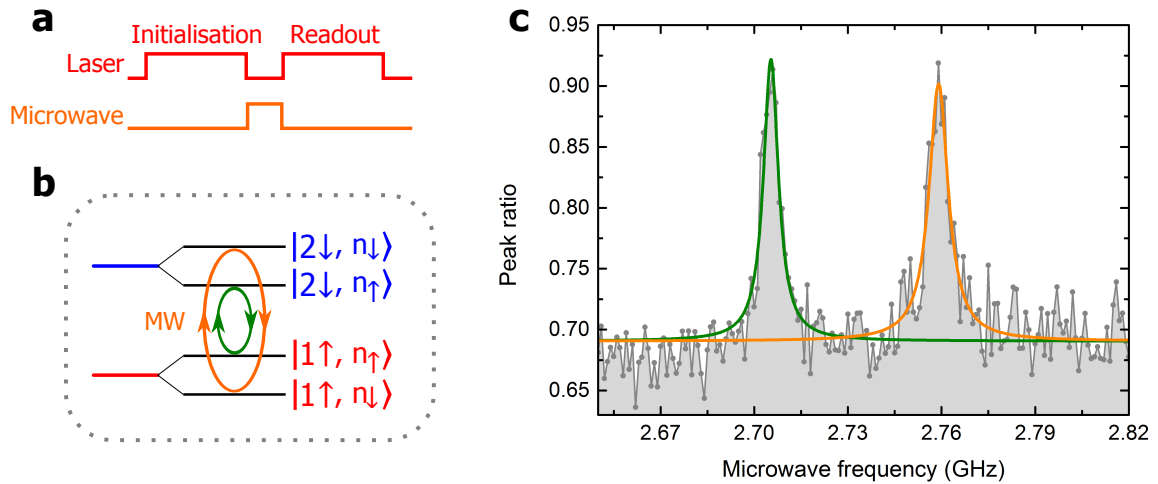 a
Initialisation Readout
Laser
Microwave
b
|2↓, n↓⟩
|2↓, n↑⟩
MW
|1↑, n↑⟩
|1↑, n↓⟩
c
0.95
0.90
0.85
0.80
0.75
0.70
0.65
Peak ratio
2.67 2.70 2.73 2.76 2.79 2.82
Microwave frequency (GHz)